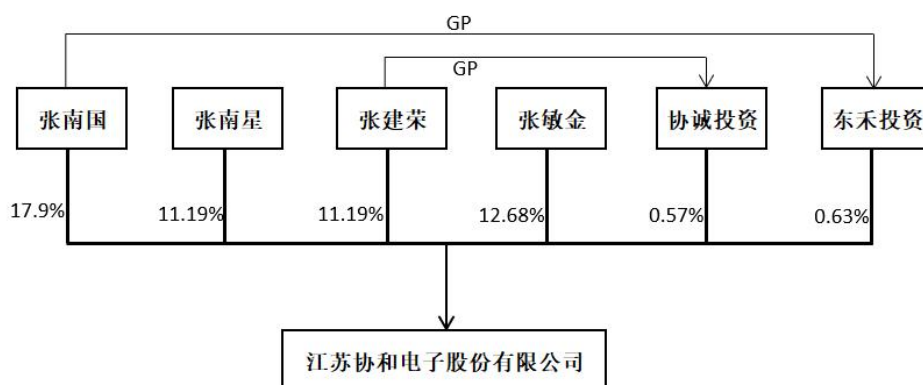 GP
GP
张南国 张南星 张建荣 张敏金 协诚投资 东禾投资
17.9% 11.19% 11.19% 12.68% 0.57% 0.63%
江苏协和电子股份有限公司